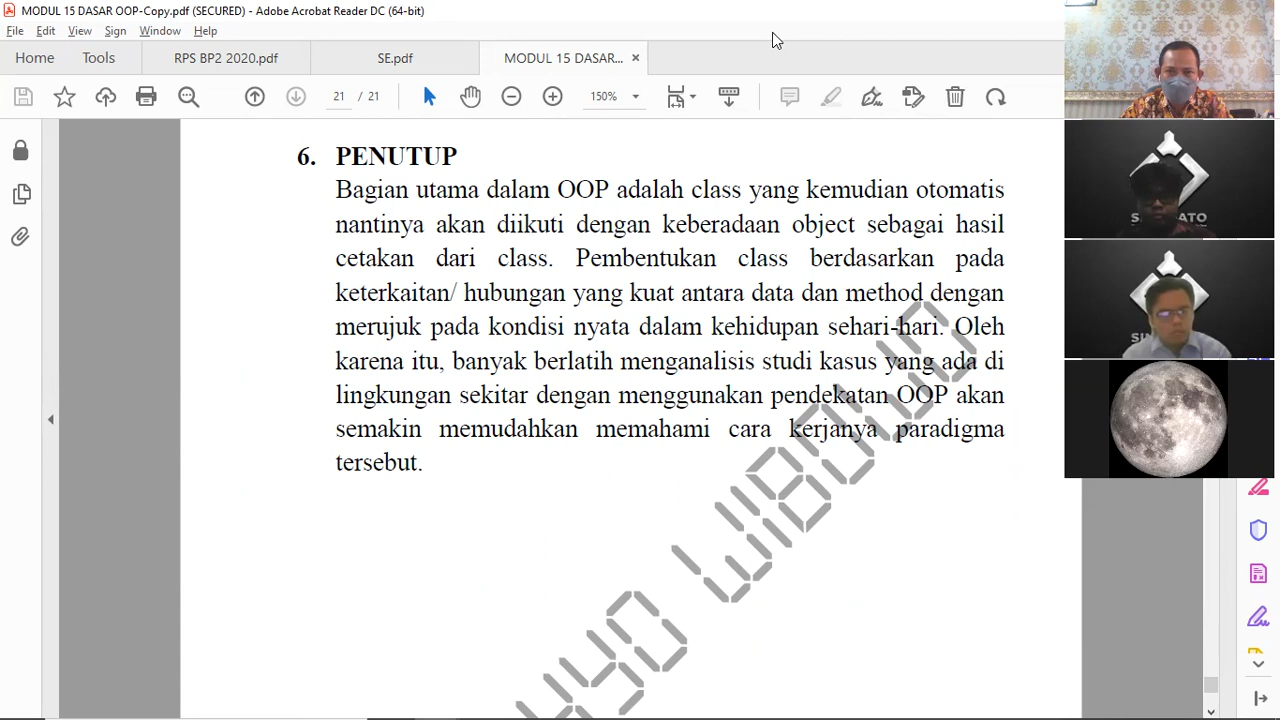 MODUL 15 DASAR OOP-Copy.pdf (SECURED) - Adobe Acrobat Reader DC (64-bit)
File Edit View Sign Window Help
Home Tools RPS BP2 2020.pdf SE.pdf MODUL 15 DASAR... ×
21 / 21 150%
6. PENUTUP
Bagian utama dalam OOP adalah class yang kemudian otomatis
nantinya akan diikuti dengan keberadaan object sebagai hasil
cetakan dari class. Pembentukan class berdasarkan pada
keterkaitan/ hubungan yang kuat antara data dan method dengan
merujuk pada kondisi nyata dalam kehidupan sehari-hari. Oleh
karena itu, banyak berlatih menganalisis studi kasus yang ada di
lingkungan sekitar dengan menggunakan pendekatan OOP akan
semakin memudahkan memahami cara kerjanya paradigma
tersebut.
WIBOWO